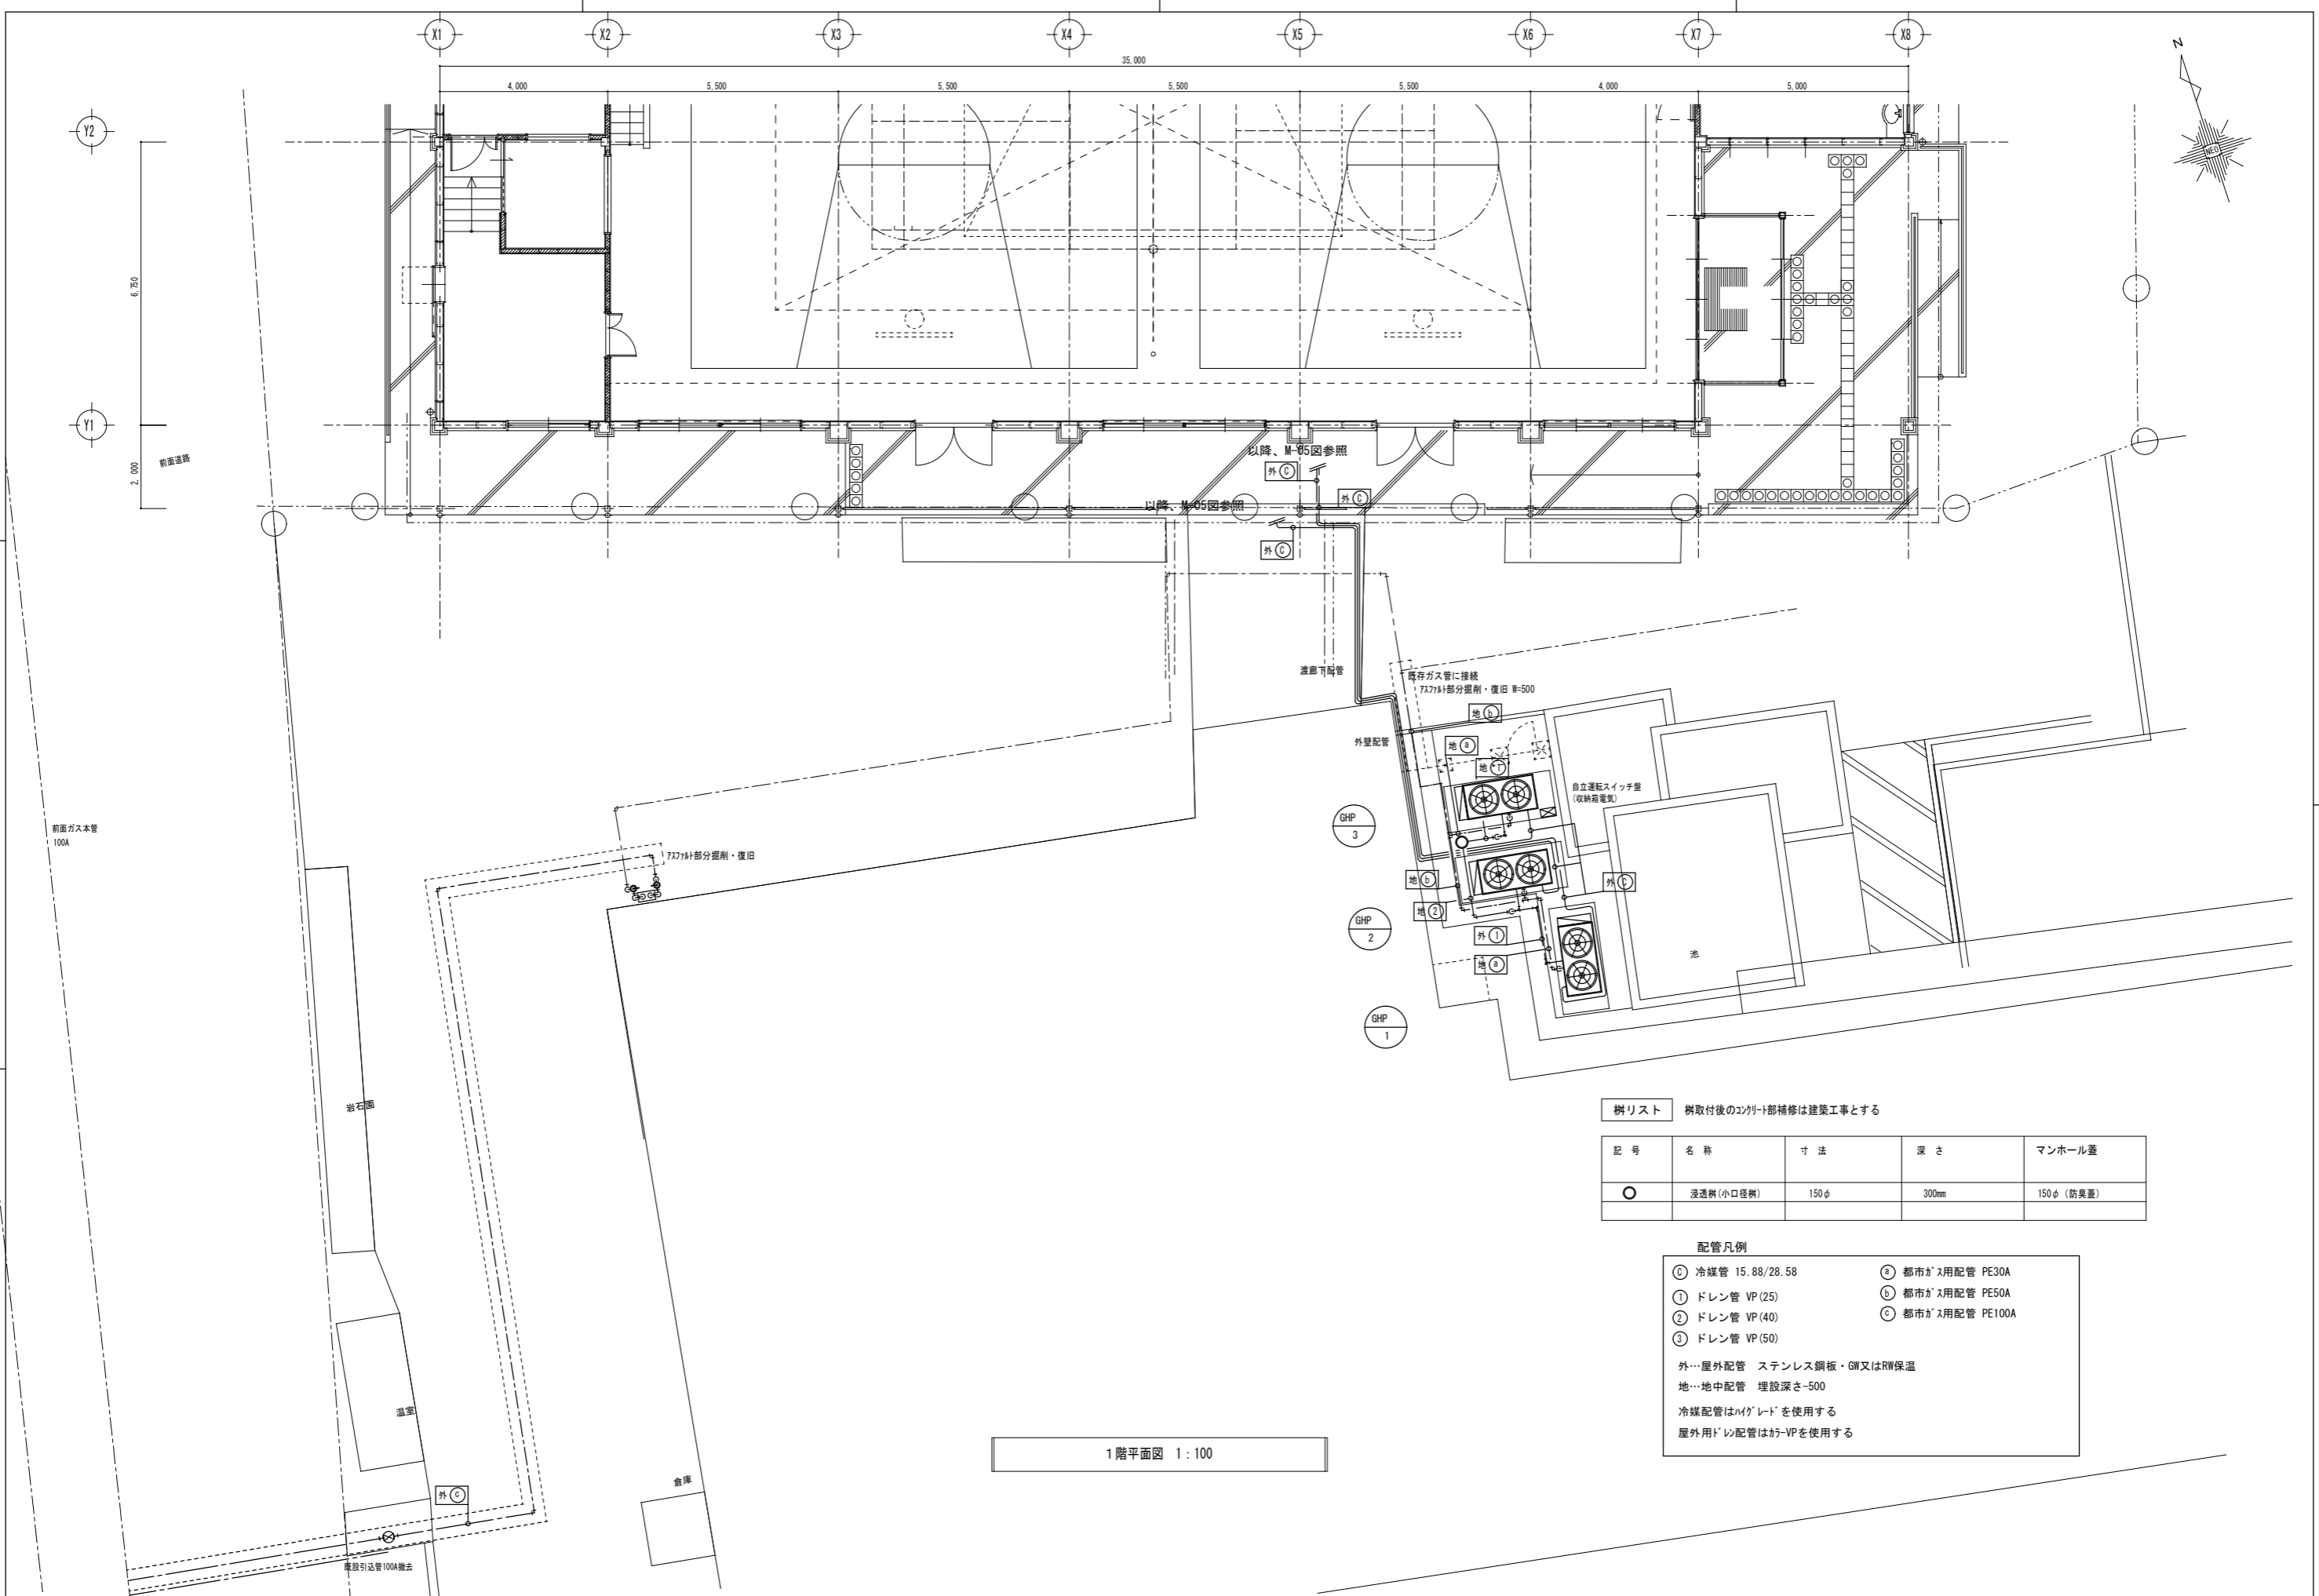 X1 X2 X3 X4 X5 X6 X7 X8
35,000
4,000 5,500 5,500 5,500 5,500 4,000 5,000
N
NEO
Y2
6,750
Y1
2,000
前面道路
以降、M-05図参照
外 C
外 C
以降、M-05図参照
外 C
渡廊下配管
既存ガス管に接続
アスファルト部分掘削・復旧 W=500
地 b
外壁配管
地 a
地 1
自立運転スイッチ盤
(収納箱電気)
GHP
3
前面ガス本管
100A
アスファルト部分掘削・復旧
地 b
外 C
地 2
GHP
2
外 1
地 a
池
GHP
1
岩石園
温室
倉庫
外 c
既設引込管100A撤去
1階平面図 1:100
桝リスト 桝取付後のコンクリート部補修は建築工事とする
記 号 名 称 寸 法 深 さ マンホール蓋
浸透桝(小口径桝) 150φ 300mm 150φ (防臭蓋)
配管凡例
C 冷媒管 15.88/28.58
a 都市ガス用配管 PE30A
1 ドレン管 VP(25)
b 都市ガス用配管 PE50A
2 ドレン管 VP(40)
c 都市ガス用配管 PE100A
3 ドレン管 VP(50)
外…屋外配管 ステンレス鋼板・GW又はRW保温
地…地中配管 埋設深さ-500
冷媒配管はハイグレードを使用する
屋外用ドレン配管はカラーVPを使用する